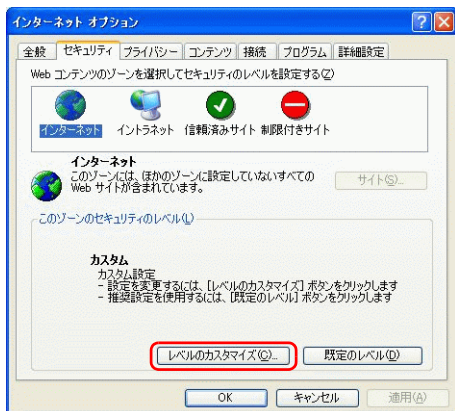 インターネット オプション
全般 セキュリティ プライバシー コンテンツ 接続 プログラム 詳細設定
Web コンテンツのゾーンを選択してセキュリティのレベルを設定する(Z)
インターネット イントラネット 信頼済みサイト 制限付きサイト
インターネット
このゾーンには、ほかのゾーンに設定していないすべての
Web サイトが含まれています。
サイト(S)...
このゾーンのセキュリティのレベル(L)
カスタム
カスタム設定
- 設定を変更するには、[レベルのカスタマイズ] ボタンをクリックします
- 推奨設定を使用するには、[既定のレベル] ボタンをクリックします
レベルのカスタマイズ(C)... 既定のレベル(D)
OK キャンセル 適用(A)